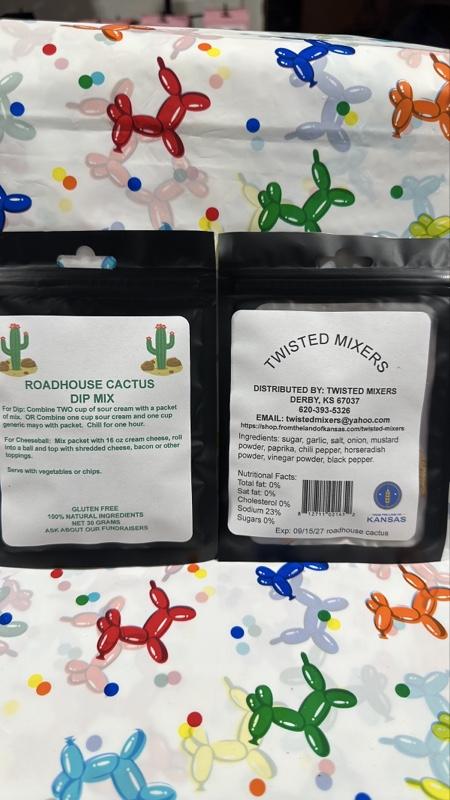 ROADHOUSE CACTUS
DIP MIX
For Dip: Combine TWO cup of sour cream with a packet
of mix. OR Combine one cup sour cream and one cup
generic mayo with packet. Chill for one hour.
For Cheeseball: Mix packet with 16 oz cream cheese, roll
into a ball and top with shredded cheese, bacon or other
toppings.
Serve with vegetables or chips.
GLUTEN FREE
100% NATURAL INGREDIENTS
NET 30 GRAMS
ASK ABOUT OUR FUNDRAISERS
TWISTED MIXERS
DISTRIBUTED BY: TWISTED MIXERS
DERBY, KS 67037
620-393-5326
EMAIL: twistedmixers@yahoo.com
https://shop.fromthelandofkansas.com/twisted-mixers
Ingredients: sugar, garlic, salt, onion, mustard
powder, paprika, chili pepper, horseradish
powder, vinegar powder, black pepper.
Nutritional Facts:
Total fat: 0%
Sat fat: 0%
Cholesterol 0%
Sodium 23%
Sugars 0%
KANSAS
Exp: 09/15/27 roadhouse cactus